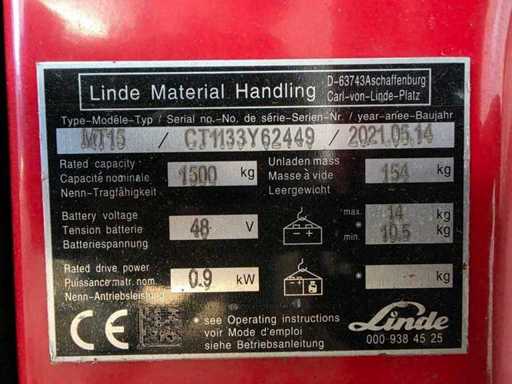 Linde Material Handling
D-63743Aschaffenburg
Carl-von-Linde-Platz
Type-Modéle-Typ / Serial no.-No. de série-Serien-Nr. / year-anėe-Baujahr
MT15 / CT1133Y62449 / 2021.05.14
Rated capacity
Capacité nominale
Nenn-Tragfähigkeit
1500 kg
Unladen mass
Masse à vide
Leergewicht
154 kg
Battery voltage
Tension batterie
Batteriespannung
48 V
- +
max. 14 kg
min. 10.5 kg
Rated drive power
Puissance matr. nom.
Nenn-Antriebsleistung
0.9 kW
- kg
CE
• see Operating instructions
voir Mode d'emploi
siehe Betriebsanleitung
Linde
000 938 45 25